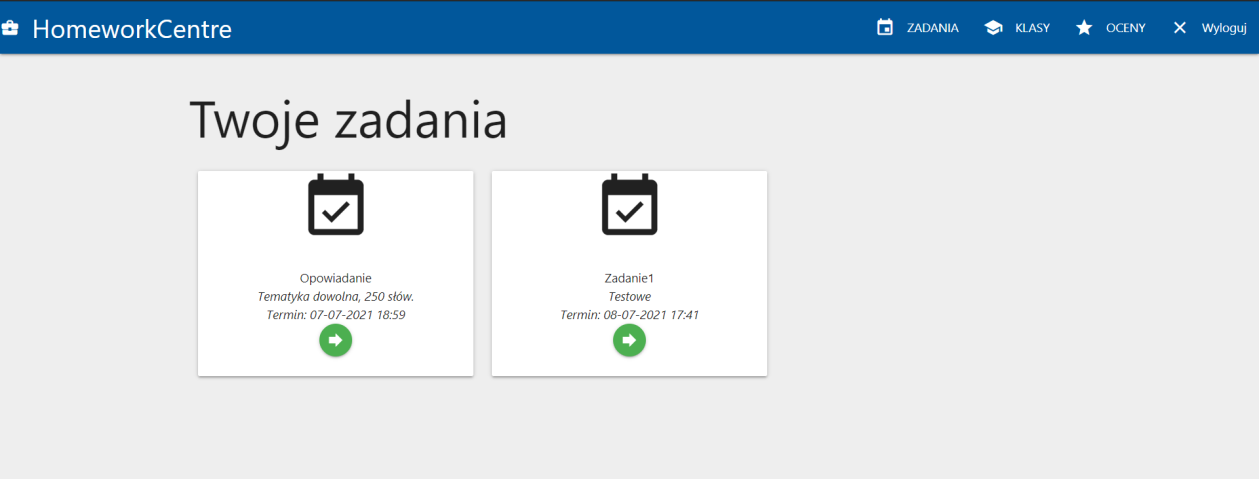 HomeworkCentre
ZADANIA
KLASY
OCENY
Wyloguj
Twoje zadania
Opowiadanie
Tematyka dowolna, 250 słów.
Termin: 07-07-2021 18:59
Zadanie1
Testowe
Termin: 08-07-2021 17:41